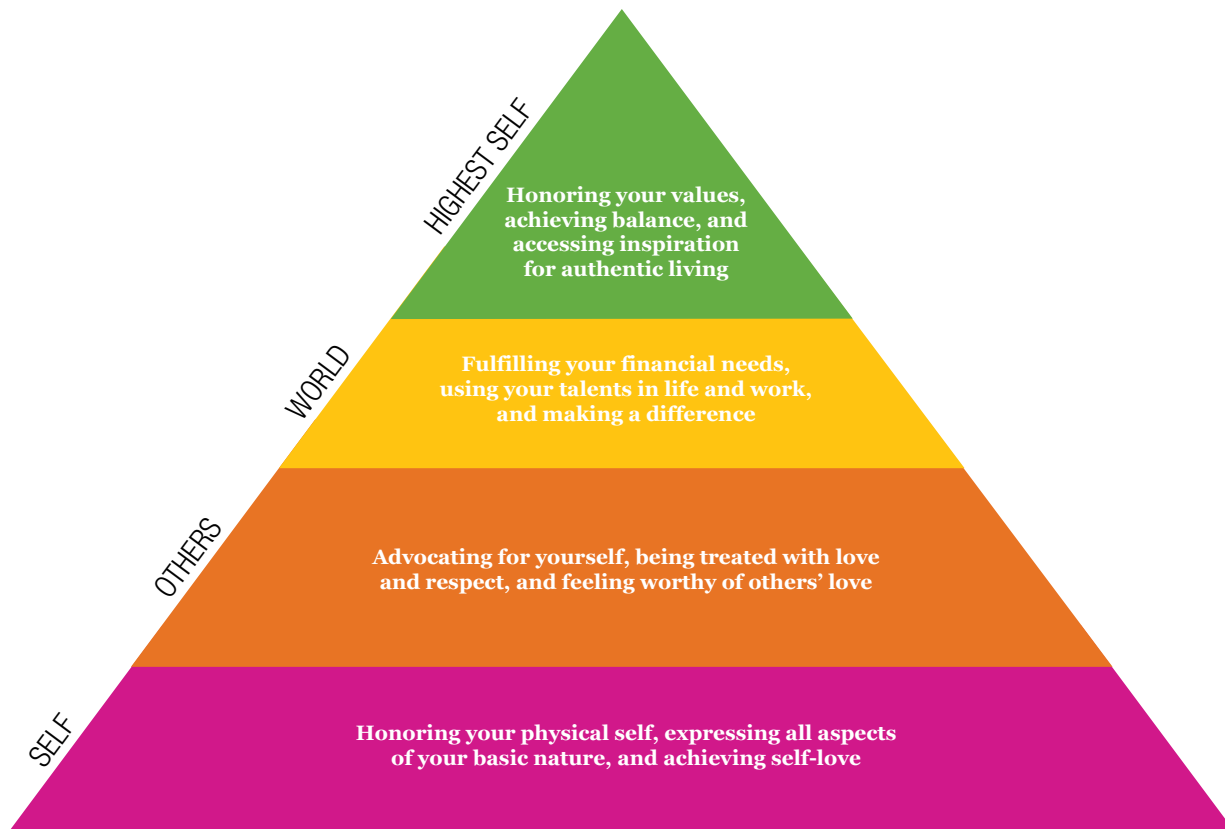 HIGHEST SELF
Honoring your values,
achieving balance, and
accessing inspiration
for authentic living
WORLD
Fulfilling your financial needs,
using your talents in life and work,
and making a difference
OTHERS
Advocating for yourself, being treated with love
and respect, and feeling worthy of others’ love
SELF
Honoring your physical self, expressing all aspects
of your basic nature, and achieving self-love